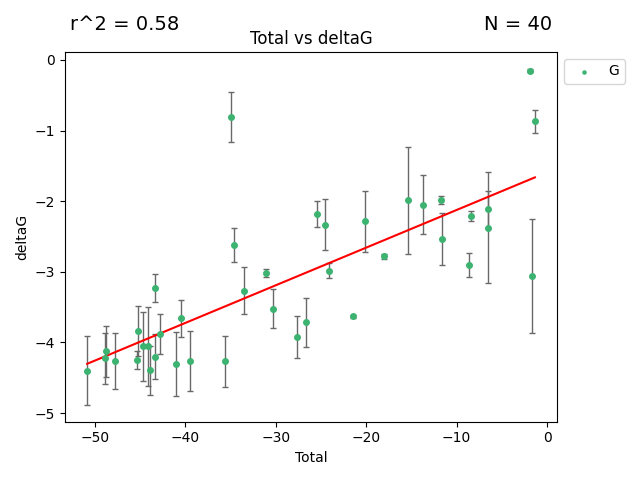 r^2 = 0.58
N = 40
Total vs deltaG
G
deltaG
0
−1
−2
−3
−4
−5
−50
−40
−30
−20
−10
0
Total